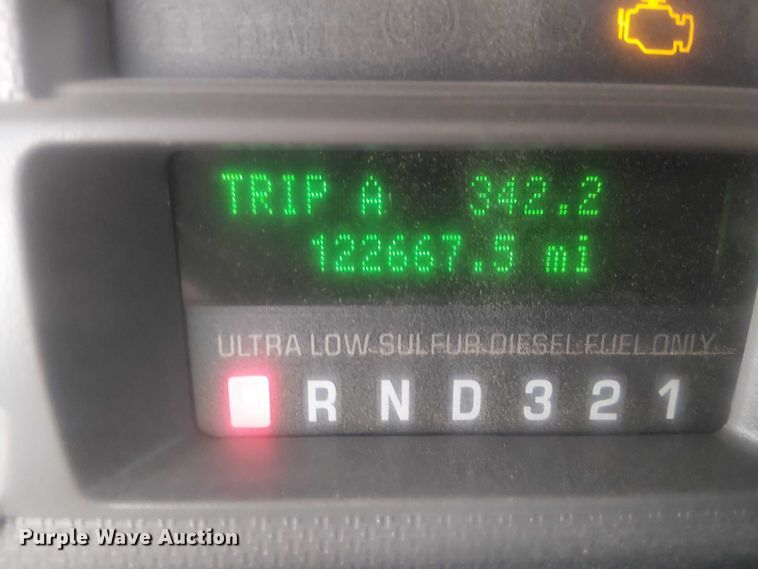 TRIP A 342.2
122667.5 mi
ULTRA LOW SULFUR DIESEL FUEL ONLY
R N D 3 2 1
Purple Wave Auction